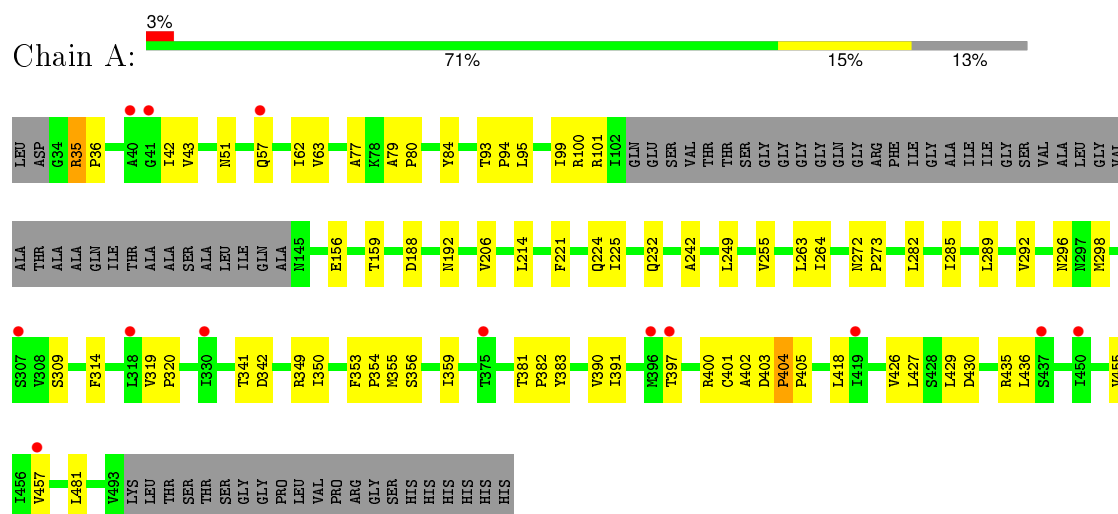 3%
Chain A:
71% 15% 13%
LEU ASP G34 R35 P36 A40 G41 I42 V43 N51 Q57 I62 V63 A77 K78 A79 P80 Y84 T93 P94 L95 I99 R100 R101 I102 GLN GLU SER VAL THR THR SER GLY GLY GLY GLY ASN GLY ARG PHE ILE GLY ALA ILE ILE GLY SER VAL ALA LEU GLY VAL
ALA THR ALA ALA GLN ILE THR ALA ALA SER ALA LEU ILE GLN ALA N145 E156 T159 D188 N192 V206 L214 F221 Q224 I225 Q232 A242 L249 V255 L263 I264 N272 P273 L282 I285 L289 V292 N296 N297 M298
S307 V308 S309 F314 L318 V319 P320 I330 T341 D342 R349 I350 F353 P354 M355 S356 I359 T375 T381 P382 Y383 V390 I391 M396 T397 R400 C401 A402 D403 P404 P405 L418 I419 V426 L427 S428 L429 D430 R435 L436 S437 I450 V455
I456 V457 L481 V493 LYS LEU THR SER THR SER GLY GLY PRO LEU VAL PRO ARG GLY SER HIS HIS HIS HIS HIS HIS